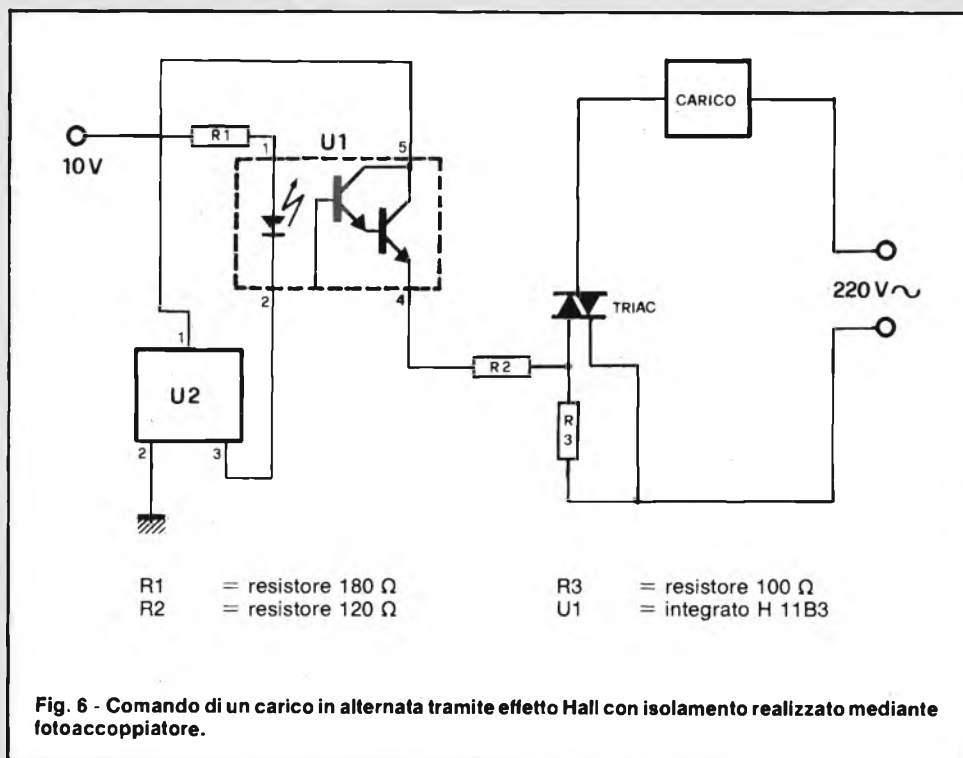 CARICO
R1
U1
10 V
1
5
2
4
TRIAC
220 V ~
1
U2
R2
2
3
R
3
R1 = resistore 180 Ω
R2 = resistore 120 Ω
R3 = resistore 100 Ω
U1 = integrato H 11B3
Fig. 6 - Comando di un carico in alternata tramite effetto Hall con isolamento realizzato mediante
fotoaccoppiatore.